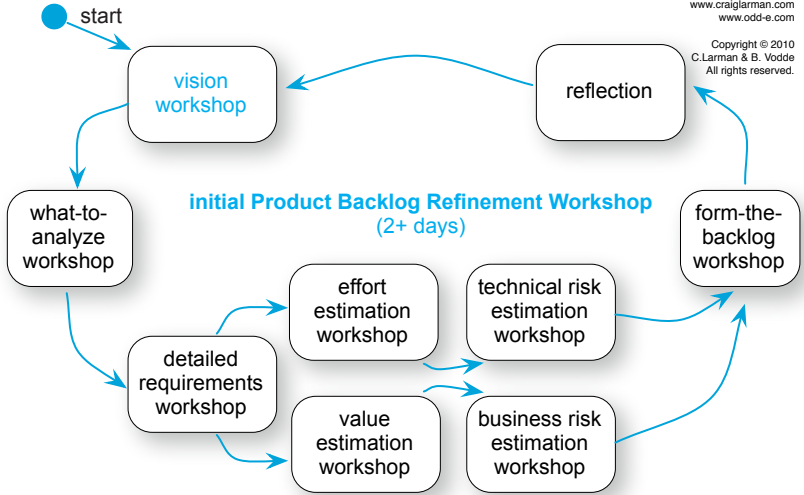 www.craiglarman.com
www.odd-e.com
Copyright © 2010
C.Larman & B. Vodde
All rights reserved.
start
vision
workshop
reflection
initial Product Backlog Refinement Workshop
(2+ days)
what-to-
analyze
workshop
form-the-
backlog
workshop
effort
estimation
workshop
technical risk
estimation
workshop
detailed
requirements
workshop
value
estimation
workshop
business risk
estimation
workshop